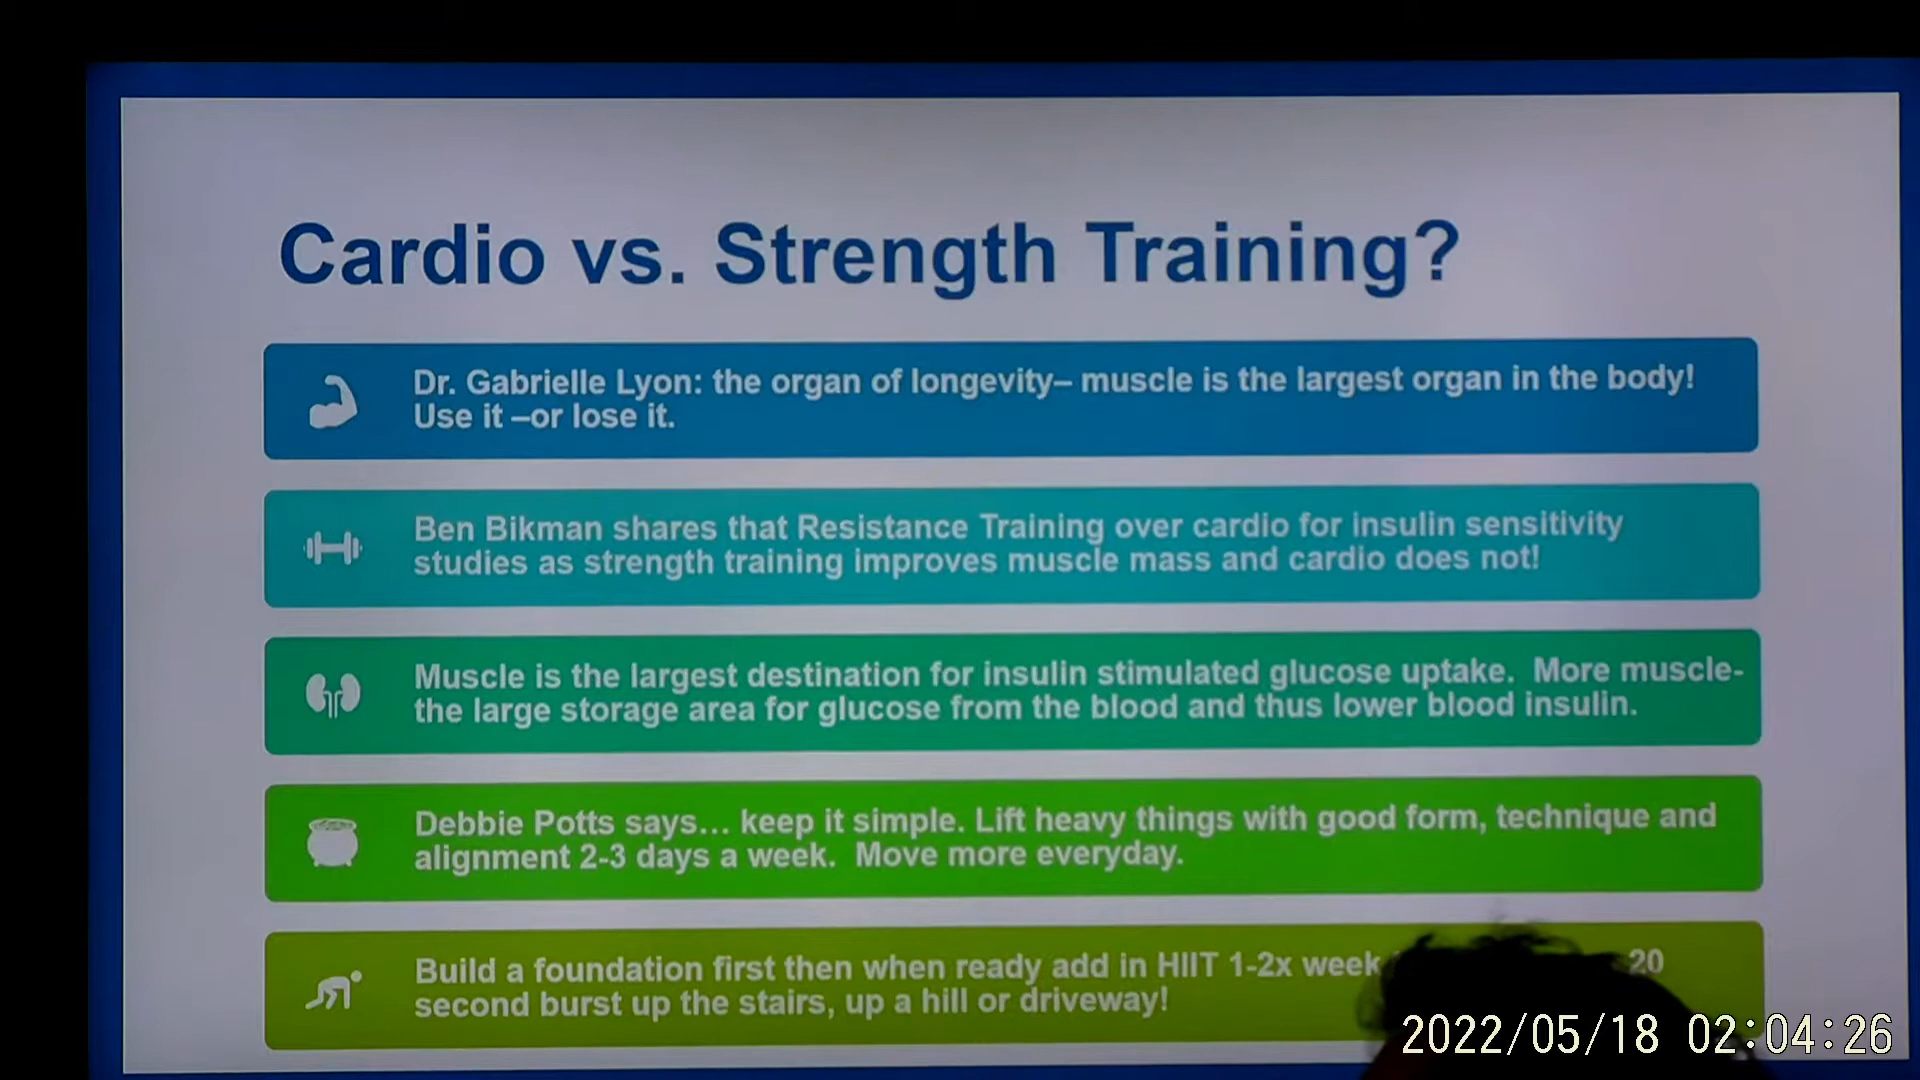 Cardio vs. Strength Training?
Dr. Gabrielle Lyon: the organ of longevity– muscle is the largest organ in the body!
Use it –or lose it.
Ben Bikman shares that Resistance Training over cardio for insulin sensitivity
studies as strength training improves muscle mass and cardio does not!
Muscle is the largest destination for insulin stimulated glucose uptake.  More muscle-
the large storage area for glucose from the blood and thus lower blood insulin.
Debbie Potts says... keep it simple. Lift heavy things with good form, technique and
alignment 2-3 days a week.  Move more everyday.
Build a foundation first then when ready add in HIIT 1-2x week 20
second burst up the stairs, up a hill or driveway!
2022/05/18 02:04:26